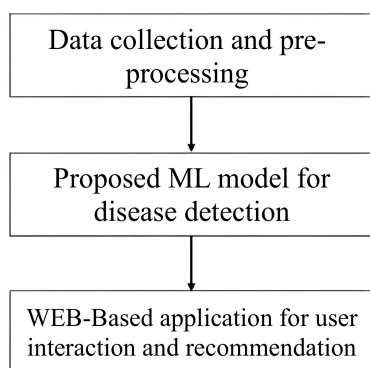 Data collection and pre-
processing
Proposed ML model for
disease detection
WEB-Based application for user
interaction and recommendation